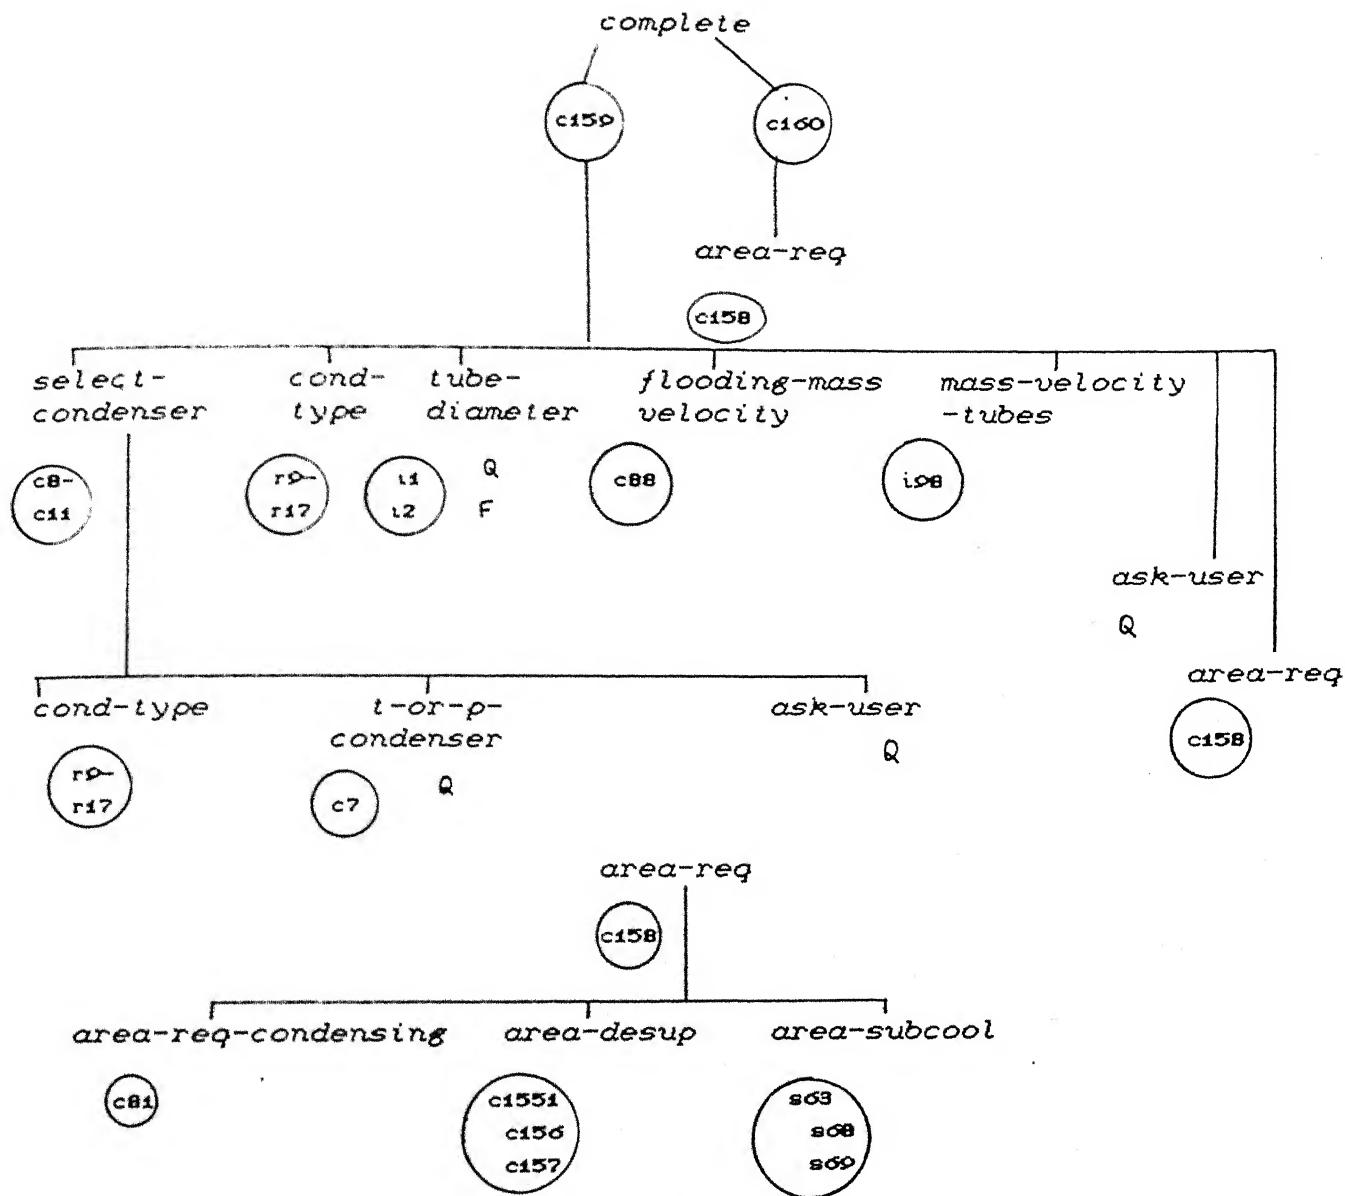 complete
c159
c160
area-req
c158
select-
condenser
cond-
type
tube-
diameter
flooding-mass
velocity
mass-velocity
-tubes
c8-
c11
r9-
r17
i1
i2
Q
F
c88
i98
ask-user
Q
area-req
c158
cond-type
t-or-p-
condenser
ask-user
r9-
r17
c7
Q
Q
area-req
c158
area-req-condensing
area-desup
area-subcool
c81
c1551
c156
c157
s63
s68
s69